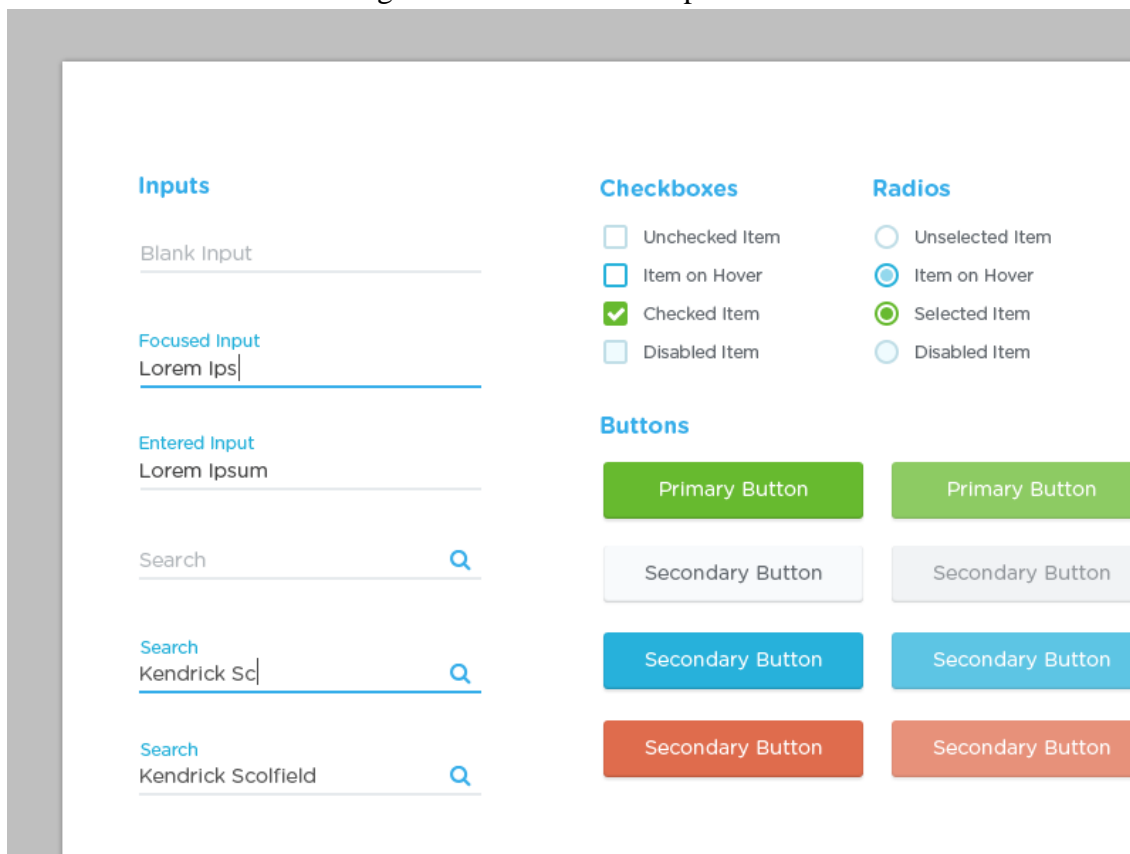 Inputs
Blank Input
Focused Input
Lorem Ips
Entered Input
Lorem Ipsum
Search
Search
Kendrick Sc
Search
Kendrick Scolfield
Checkboxes
Unchecked Item
Item on Hover
Checked Item
Disabled Item
Radios
Unselected Item
Item on Hover
Selected Item
Disabled Item
Buttons
Primary Button
Primary Button
Secondary Button
Secondary Button
Secondary Button
Secondary Button
Secondary Button
Secondary Button